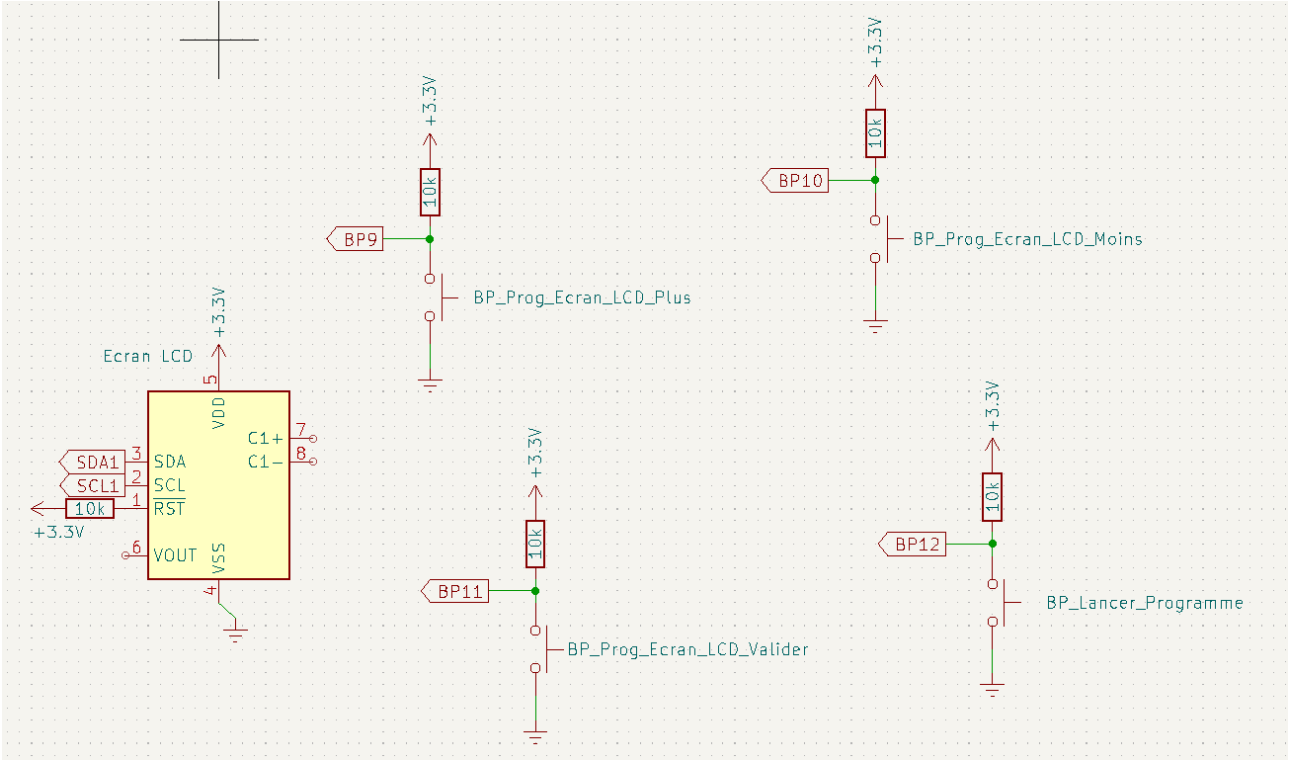 +3.3V
10k
BP9
BP_Prog_Ecran_LCD_Plus
+3.3V
10k
BP10
BP_Prog_Ecran_LCD_Moins
+3.3V
Ecran LCD
5
VDD
C1+
7
C1-
8
SDA1
3
SDA
SCL1
2
SCL
10k
1
RST
+3.3V
6
VOUT
VSS
4
+3.3V
10k
BP11
BP_Prog_Ecran_LCD_Valider
+3.3V
10k
BP12
BP_Lancer_Programme